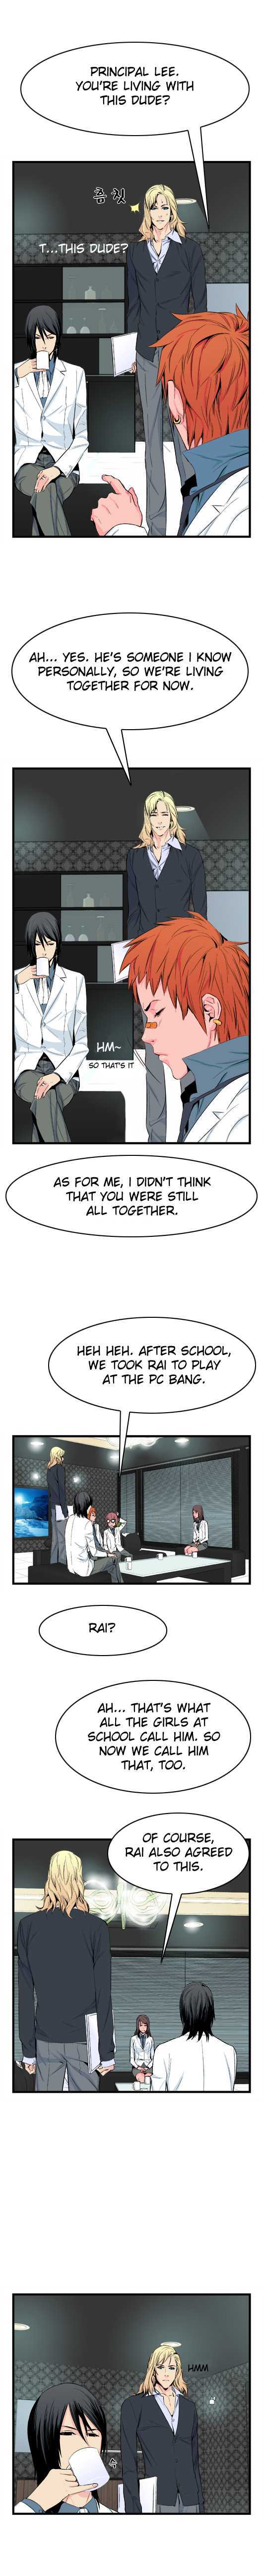 PRINCIPAL LEE.
YOU'RE LIVING WITH
THIS DUDE?
흠칫
T...THIS DUDE?
AH... YES. HE'S SOMEONE I KNOW
PERSONALLY, SO WE'RE LIVING
TOGETHER FOR NOW.
HM~
SO THAT'S IT
AS FOR ME, I DIDN'T THINK
THAT YOU WERE STILL
ALL TOGETHER.
HEH HEH. AFTER SCHOOL,
WE TOOK RAI TO PLAY
AT THE PC BANG.
RAI?
AH... THAT'S WHAT
ALL THE GIRLS AT
SCHOOL CALL HIM. SO
NOW WE CALL HIM
THAT, TOO.
OF COURSE,
RAI ALSO AGREED
TO THIS.
HMM